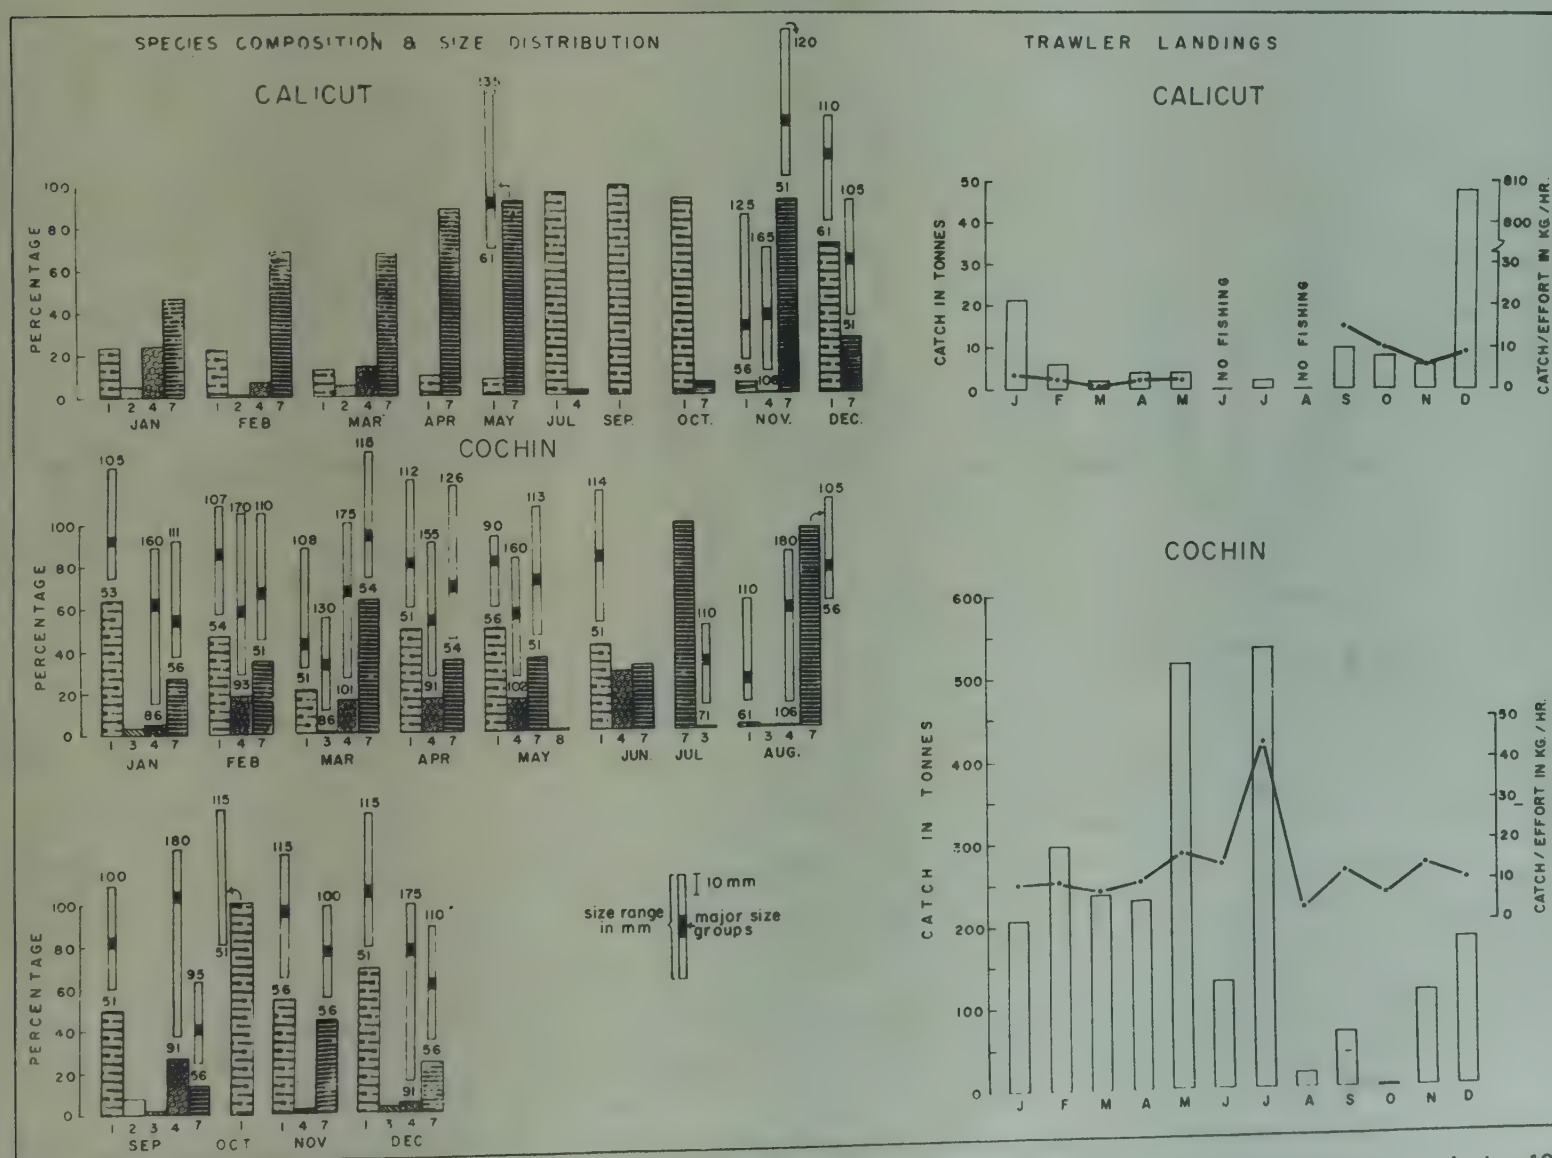 SPECIES COMPOSITION & SIZE DISTRIBUTION
CALICUT
PERCENTAGE
100
80
60
40
20
0
135
61
120
51
125
56
165
106
110
61
105
51
1 2 4 7
JAN
1 2 4 7
FEB
1 2 4 7
MAR
1 7
APR
1 7
MAY
1 4
JUL
1
SEP.
1 7
OCT.
1 4 7
NOV.
1 7
DEC.
COCHIN
PERCENTAGE
100
80
60
40
20
0
105
53
160
86
111
56
107
54
170
93
110
51
108
51
130
86
175
101
118
54
112
51
155
91
126
54
90
56
160
102
113
51
114
51
110
71
110
61
180
106
105
56
1 3 4 7
JAN
1 4 7
FEB
1 3 4 7
MAR
1 4 7
APR
1 4 7 8
MAY
1 4 7
JUN.
7 3
JUL
1 3 4 7
AUG.
PERCENTAGE
100
80
60
40
20
0
100
51
180
91
95
56
115
51
115
56
100
56
115
51
175
91
110
56
1 2 3 4 7
SEP
1
OCT
1 4 7
NOV
1 3 4 7
DEC
size range
in mm
10 mm
major size
groups
TRAWLER LANDINGS
CALICUT
CATCH IN TONNES
50
40
30
20
10
0
NO FISHING
NO FISHING
810
800
30
20
10
0
CATCH/EFFORT IN KG./HR.
J F M A M J J A S O N D
COCHIN
CATCH IN TONNES
600
500
400
300
200
100
0
50
40
30
20
10
0
CATCH/EFFORT IN KG./HR.
J F M A M J J A S O N D